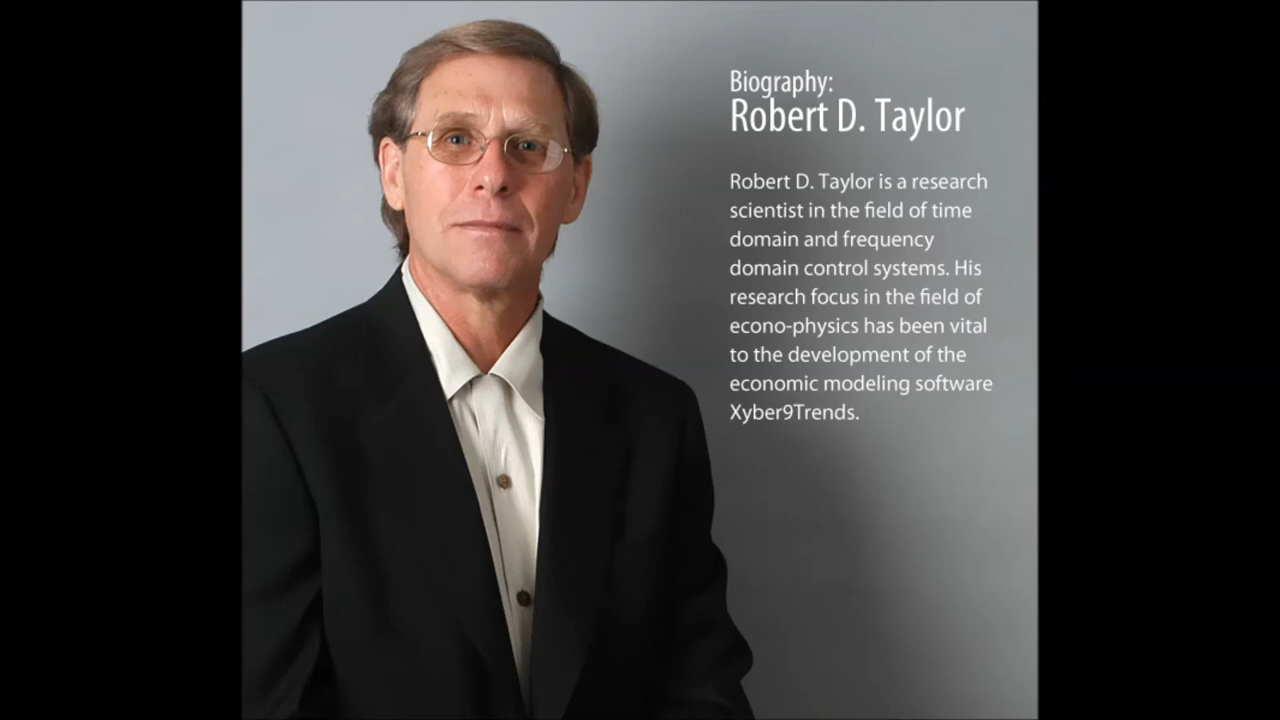 Biography:
Robert D. Taylor
Robert D. Taylor is a research
scientist in the field of time
domain and frequency
domain control systems. His
research focus in the field of
econo-physics has been vital
to the development of the
economic modeling software
Xyber9Trends.